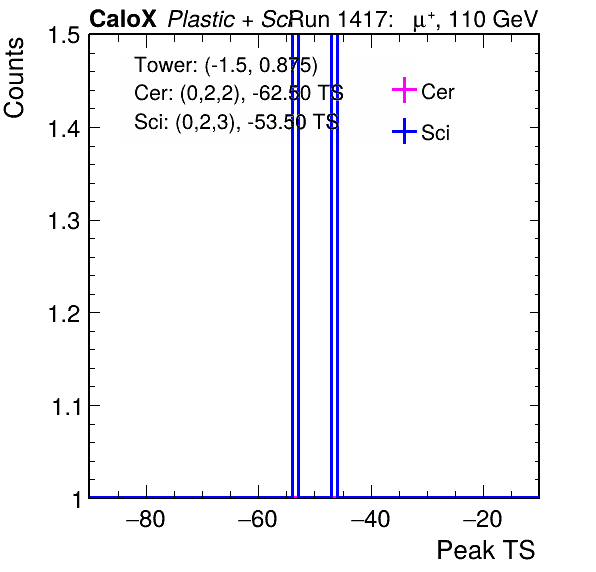 CaloX Plastic + Sci Run 1417: μ⁺, 110 GeV
Counts
Tower: (-1.5, 0.875)
Cer: (0,2,2), -62.50 TS
Sci: (0,2,3), -53.50 TS
Cer
Sci
1.5
1.4
1.3
1.2
1.1
1
−80 −60 −40 −20
Peak TS